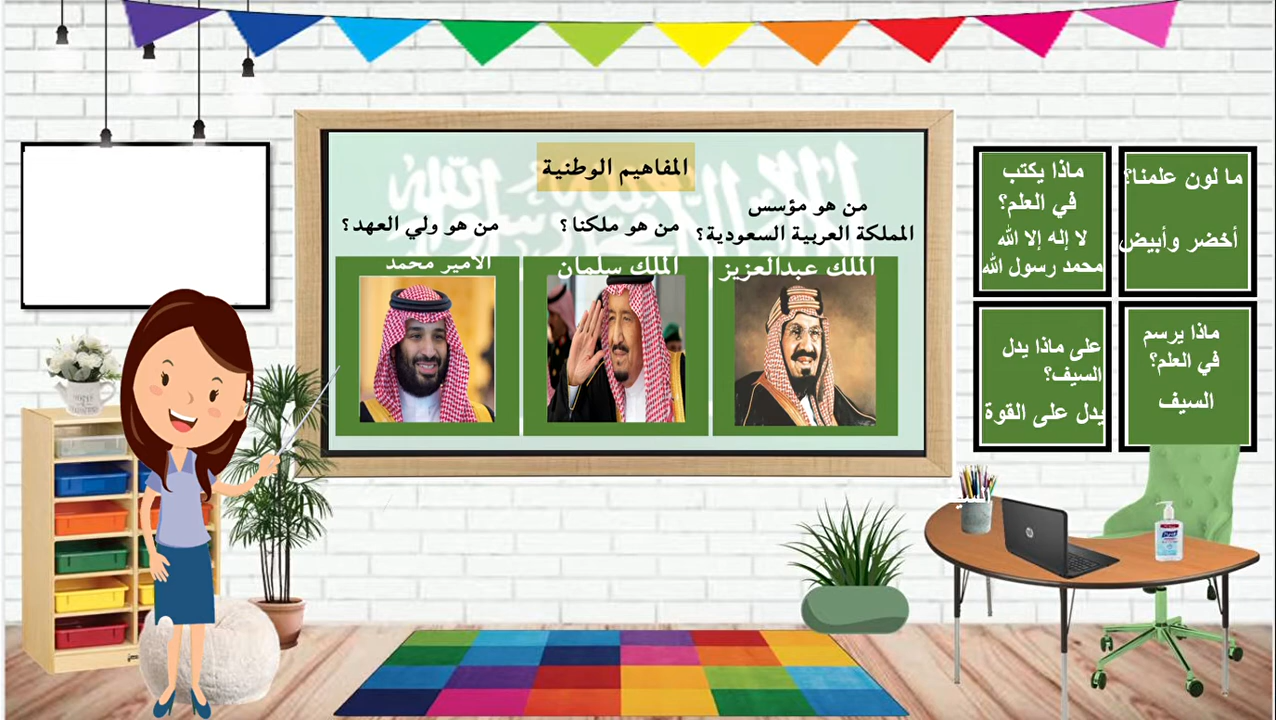 المفاهيم الوطنية
من هو مؤسس
المملكة العربية السعودية؟
الملك عبدالعزيز
من هو ملكنا ؟
الملك سلمان
من هو ولي العهد؟
الامير محمد
ما لون علمنا؟
أخضر وأبيض
ماذا يكتب
في العلم؟
لا إله إلا الله
محمد رسول الله
ماذا يرسم
في العلم؟
السيف
على ماذا يدل
السيف؟
يدل على القوة
hp